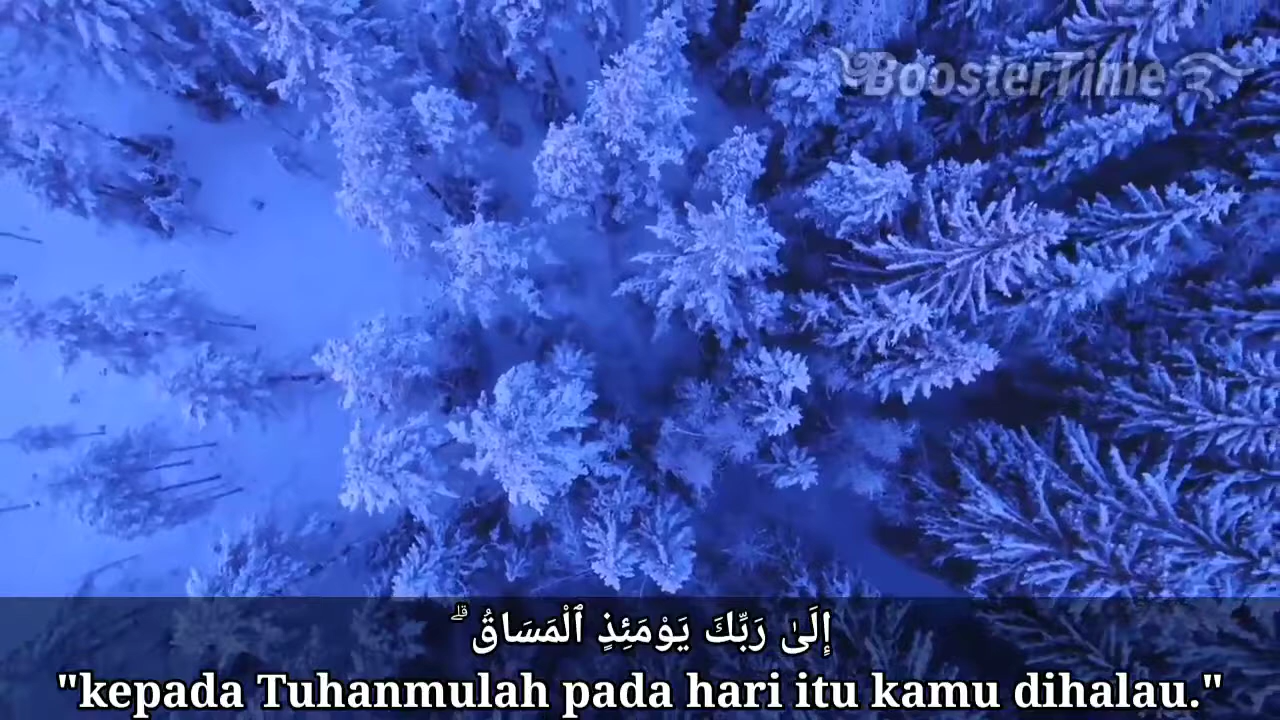 BoosterTime
إِلَىٰ رَبِّكَ يَوْمَئِذٍ ٱلْمَسَاقُ ۗ
"kepada Tuhanmulah pada hari itu kamu dihalau."